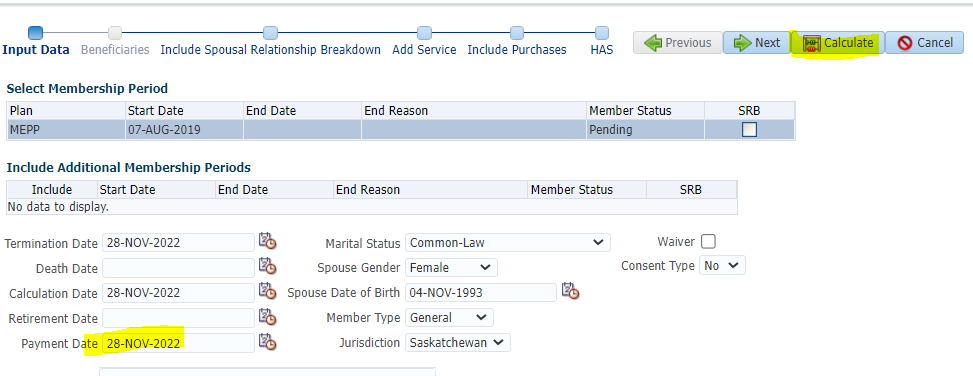 Input Data Beneficiaries Include Spousal Relationship Breakdown Add Service Include Purchases HAS Previous Next Calculate Cancel
Select Membership Period
Plan Start Date End Date End Reason Member Status SRB
MEPP 07-AUG-2019 Pending
Include Additional Membership Periods
Include Start Date End Date End Reason Member Status SRB
No data to display.
Termination Date 28-NOV-2022 Marital Status Common-Law Waiver
Death Date Spouse Gender Female Consent Type No
Calculation Date 28-NOV-2022 Spouse Date of Birth 04-NOV-1993
Retirement Date Member Type General
Payment Date 28-NOV-2022 Jurisdiction Saskatchewan